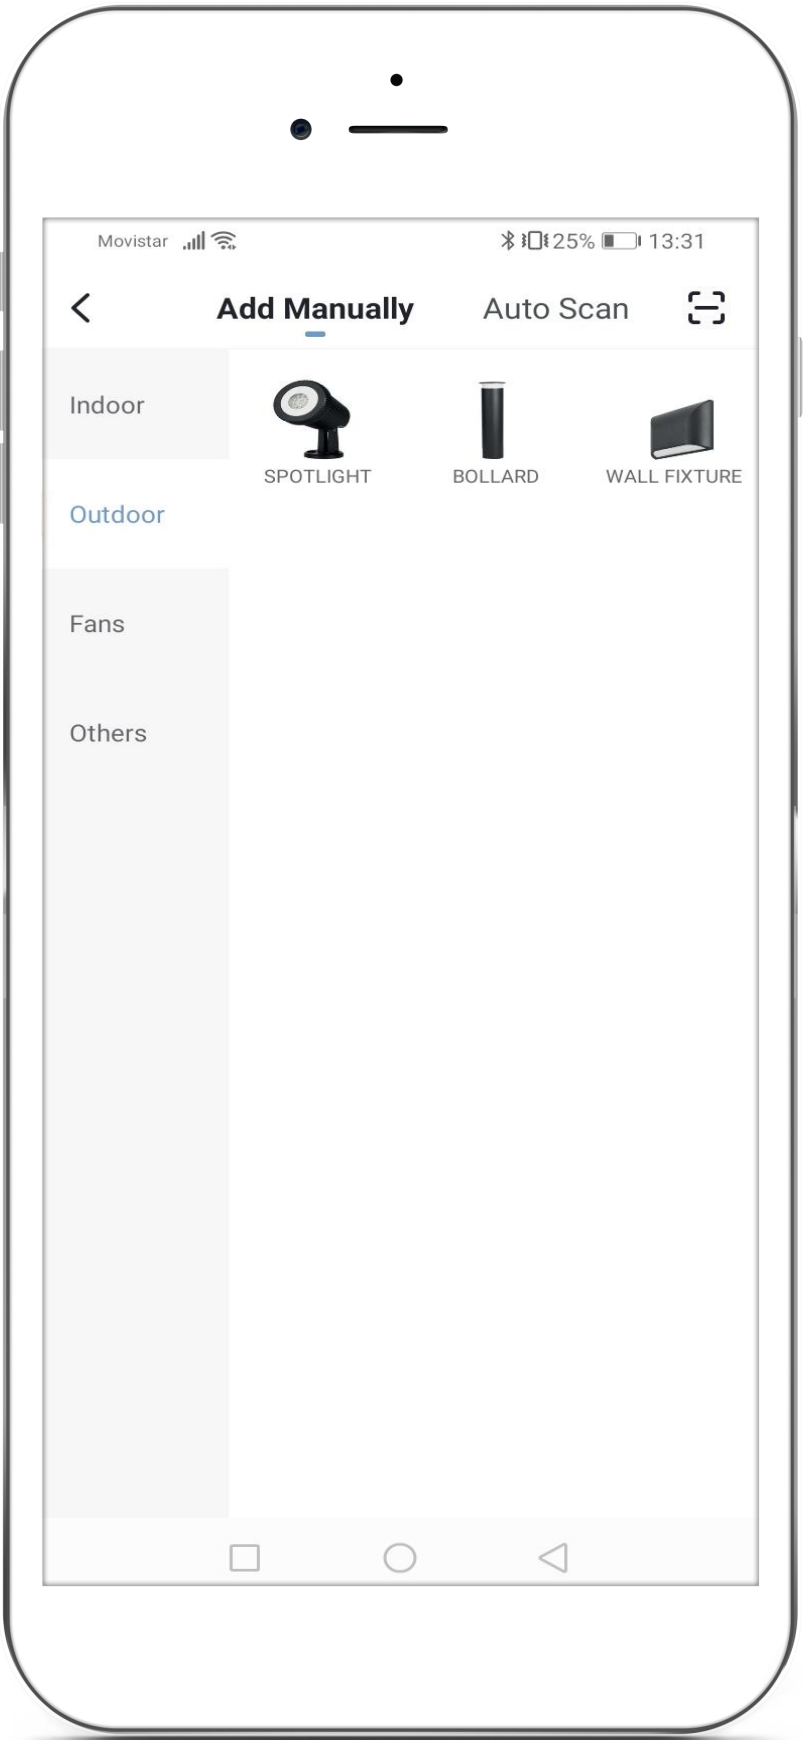 Movistar 25% 13:31
Add Manually Auto Scan
Indoor
SPOTLIGHT BOLLARD WALL FIXTURE
Outdoor
Fans
Others